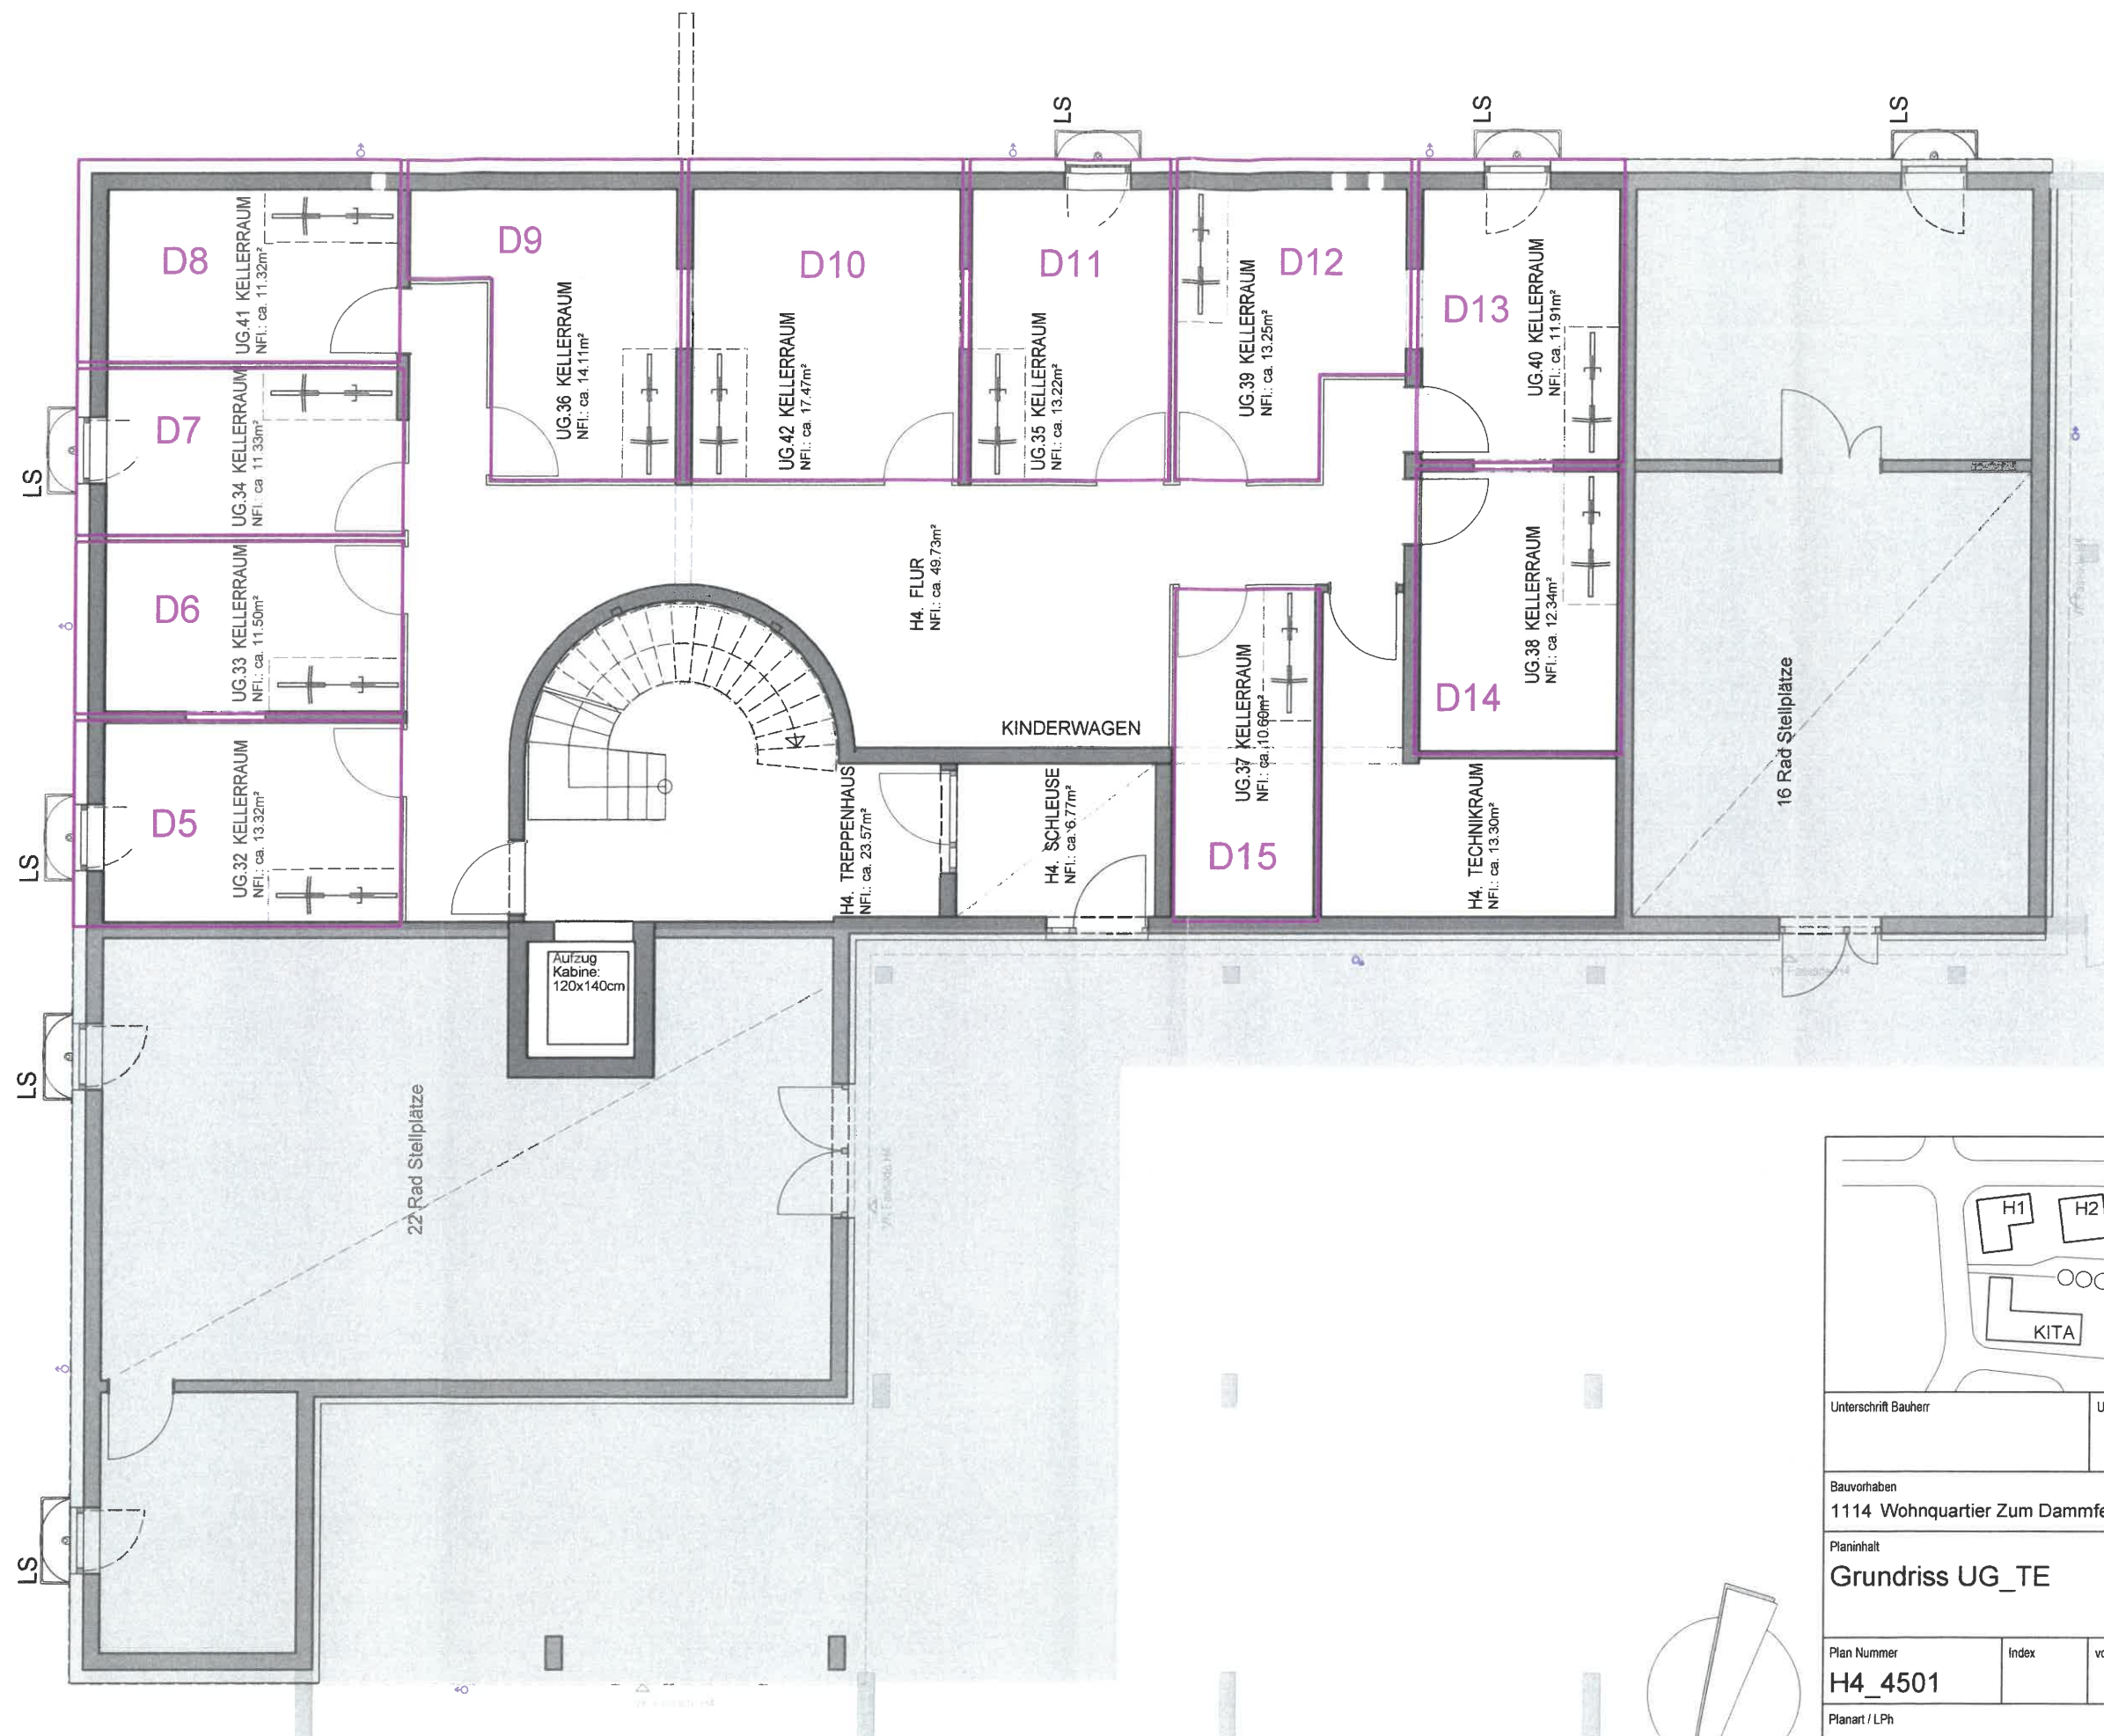 LS
LS
LS
D8
UG.41 KELLERRAUM
NFl.: ca. 11.32m²
D9
UG.36 KELLERRAUM
NFl.: ca. 14.11m²
D10
UG.42 KELLERRAUM
NFl.: ca. 17.47m²
D11
UG.35 KELLERRAUM
NFl.: ca. 13.22m²
D12
UG.39 KELLERRAUM
NFl.: ca. 13.25m²
D13
UG.40 KELLERRAUM
NFl.: ca. 11.91m²
LS
D7
UG.34 KELLERRAUM
NFl.: ca 11.33m²
D6
UG.33 KELLERRAUM
NFl.: ca. 11.50m²
H4. FLUR
NFl.: ca. 49.73m²
D14
UG.38 KELLERRAUM
NFl.: ca. 12.34m²
16 Rad Stellplätze
KINDERWAGEN
LS
D5
UG.32 KELLERRAUM
NFl.: ca. 13.32m²
H4. TREPPENHAUS
NFl.: ca. 23.57m²
H4. SCHLEUSE
NFl.: ca. 6.77m²
D15
UG.37 KELLERRAUM
NFl.: ca. 10.60m²
H4. TECHNIKRAUM
NFl.: ca. 13.30m²
Aufzug
Kabine:
120x140cm
LS
22 Rad Stellplätze
LS
H1
H2
KITA
Unterschrift Bauherr
Bauvorhaben
1114 Wohnquartier Zum Dammfe
Planinhalt
Grundriss UG_TE
Plan Nummer
Index
H4_4501
Planart / LPh